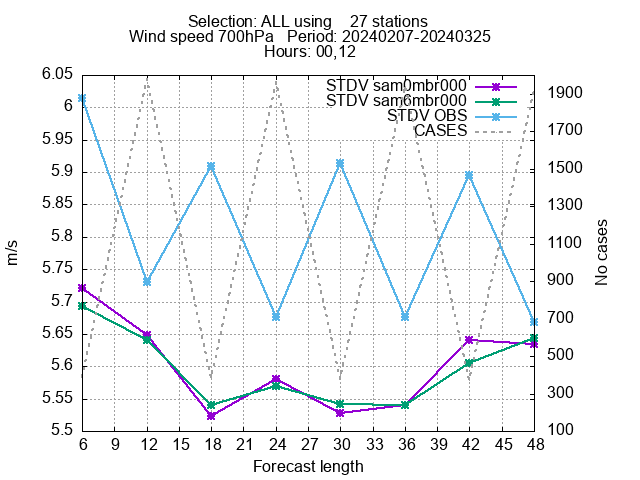 Selection: ALL using    27 stations
Wind speed 700hPa   Period: 20240207-20240325
Hours: 00,12
STDV sam0mbr000
STDV sam6mbr000
STDV OBS
CASES
6.05
6
5.95
5.9
5.85
5.8
5.75
5.7
5.65
5.6
5.55
5.5
m/s
1900
1700
1500
1300
1100
900
700
500
300
100
No cases
6 9 12 15 18 21 24 27 30 33 36 39 42 45 48
Forecast length